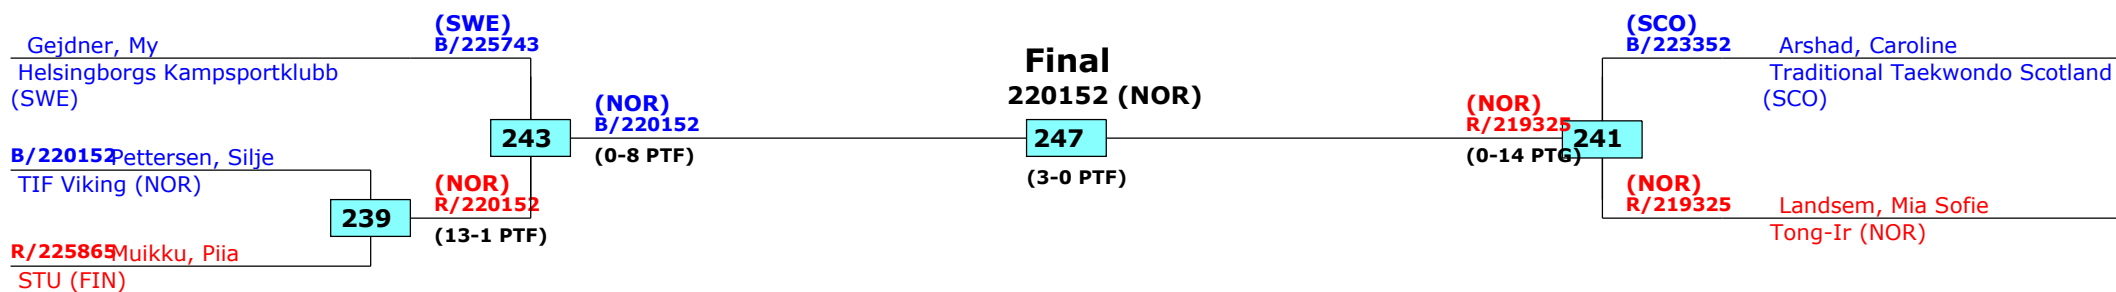 (SWE)
B/225743
Gejdner, My
Helsingborgs Kampsportklubb
(SWE)
243
(NOR)
B/220152
(0-8 PTF)
B/220152 Pettersen, Silje
TIF Viking (NOR)
239
(NOR)
R/220152
(13-1 PTF)
R/225865 Muikku, Piia
STU (FIN)
Final
220152 (NOR)
247
(3-0 PTF)
(NOR)
R/219325
(0-14 PTG)
241
(SCO)
B/223352
Arshad, Caroline
Traditional Taekwondo Scotland
(SCO)
(NOR)
R/219325
Landsem, Mia Sofie
Tong-Ir (NOR)